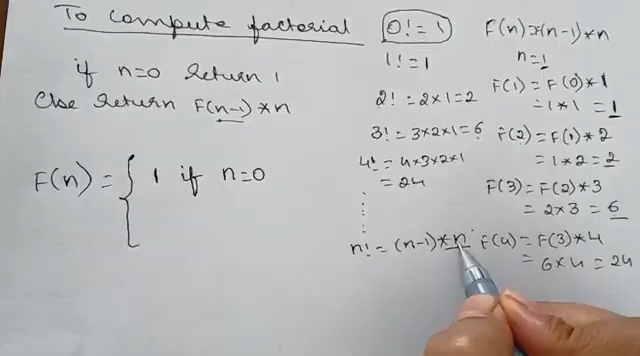 To compute factorial
if n=0 return 1
Else return F(n-1)*n
F(n) = { 1 if n=0
0! = 1
1! = 1
2! = 2×1=2
3! = 3×2×1=6
4! = 4×3×2×1
= 24
n! = (n-1)*n
n=1
F(1) = F(0)*1
= 1*1 = 1
F(2) = F(1)*2
= 1×2 = 2
F(3) = F(2)*3
= 2×3 = 6
F(4) = F(3)*4
= 6×4 = 24